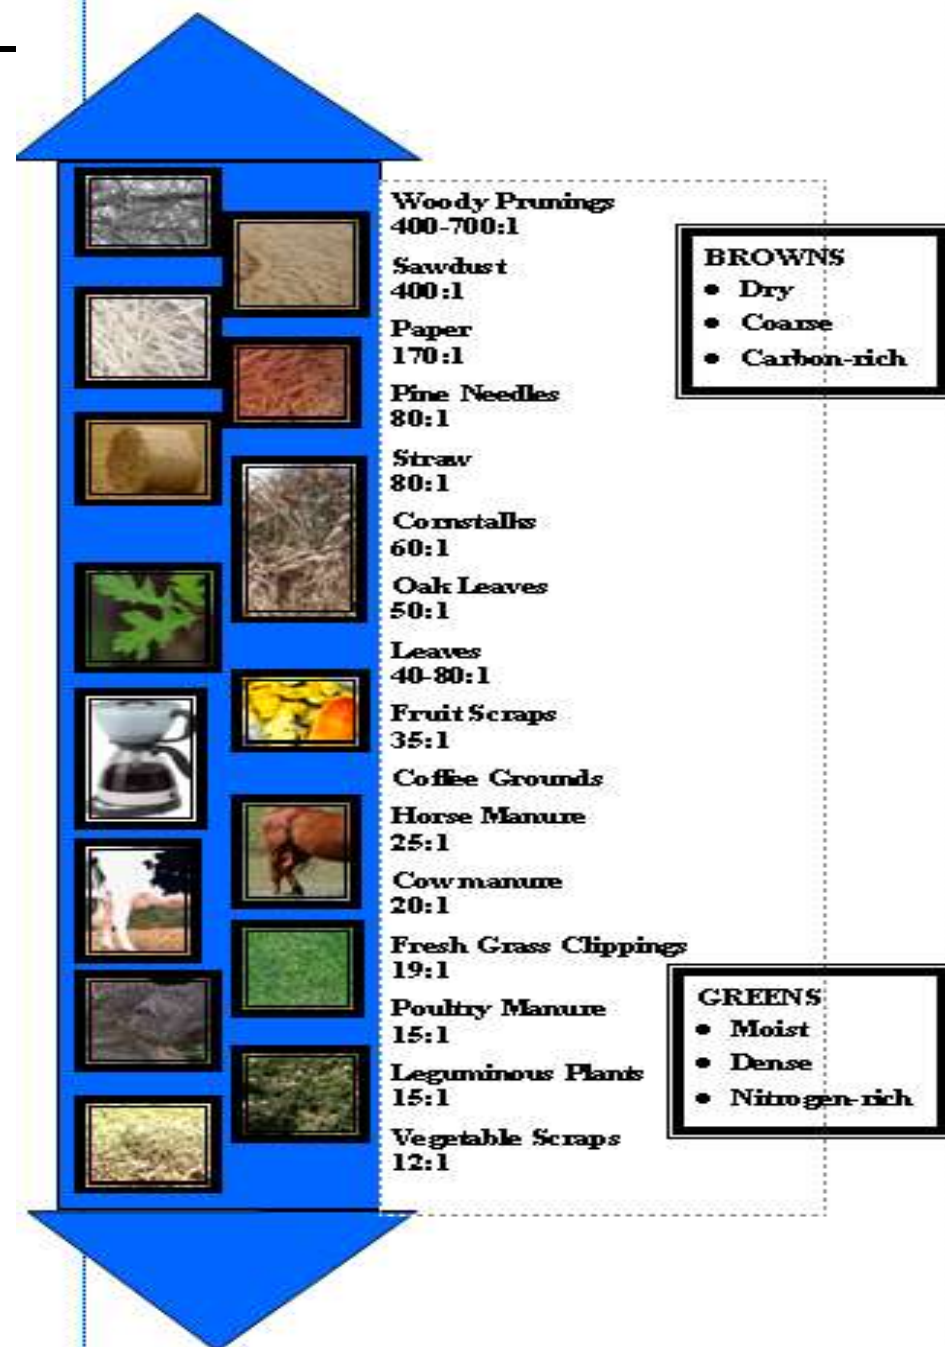 Woody Prunings
400-700:1
Sawdust
400:1
Paper
170:1
Pine Needles
80:1
Straw
80:1
Cornstalks
60:1
Oak Leaves
50:1
Leaves
40-80:1
Fruit Scraps
35:1
Coffee Grounds
Horse Manure
25:1
Cow manure
20:1
Fresh Grass Clippings
19:1
Poultry Manure
15:1
Leguminous Plants
15:1
Vegetable Scraps
12:1
BROWNS
• Dry
• Coarse
• Carbon-rich
GREENS
• Moist
• Dense
• Nitrogen-rich